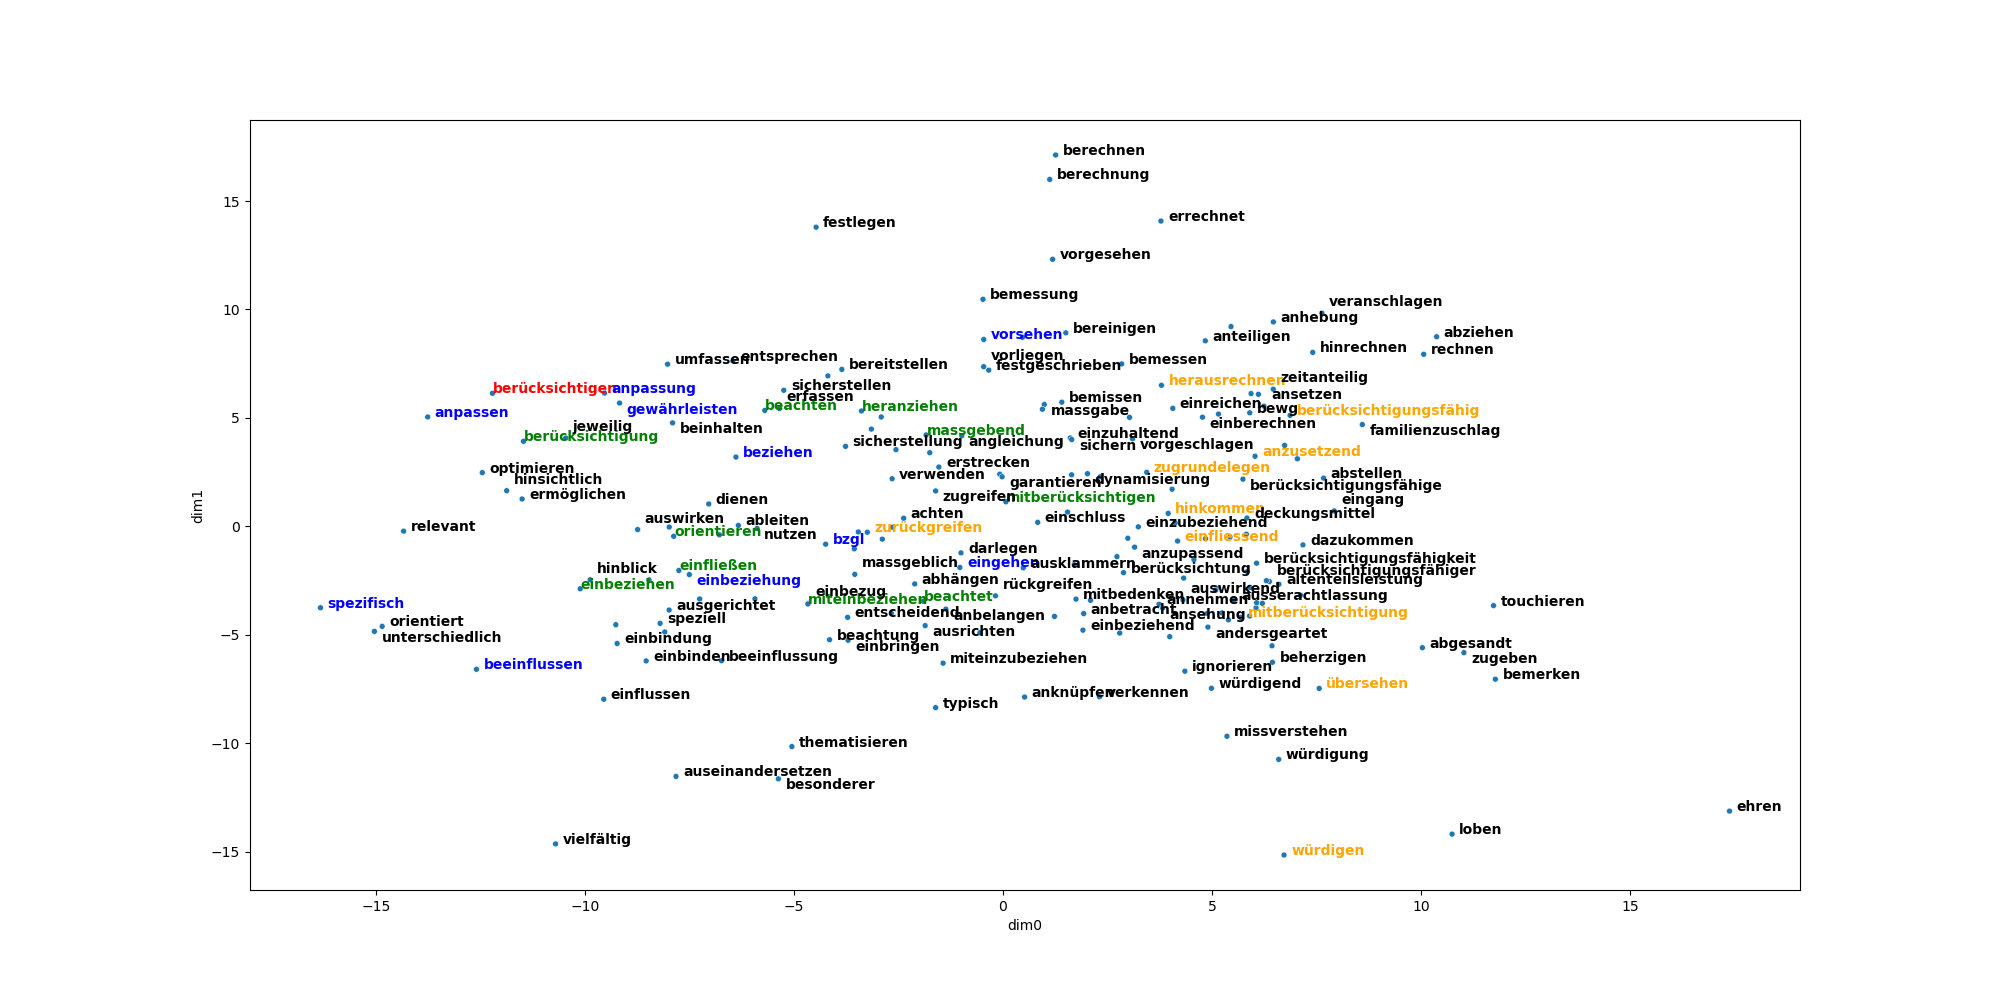 berechnen
berechnung
errechnet
festlegen
vorgesehen
bemessung
veranschlagen
anhebung
vorsehen
bereinigen
anteiligen
abziehen
hinrechnen
rechnen
vorliegen
umfassen
entsprechen
bereitstellen
festgeschrieben
bemessen
herausrechnen
zeitanteilig
berücksichtigen
anpassung
sicherstellen
erfassen
bemissen
ansetzen
anpassen
gewährleisten
beachten
heranziehen
massgabe
einreichen
bewg
berücksichtigungsfähig
jeweilig
beinhalten
massgebend
einzuhaltend
einberechnen
familienzuschlag
berücksichtigung
sicherstellung
angleichung
sichern
vorgeschlagen
beziehen
anzusetzend
optimieren
hinsichtlich
erstrecken
verwenden
zugrundelegen
garantieren
dynamisierung
abstellen
berücksichtigungsfähige
ermöglichen
dienen
zugreifen
mitberücksichtigen
eingang
relevant
auswirken
ableiten
achten
einschluss
hinkommen
deckungsmittel
orientieren
nutzen
zurückgreifen
einzubeziehend
einfliessend
bzgl
darlegen
anzupassend
dazukommen
hinblick
einfließen
massgeblich
eingehen
ausklammern
berücksichtung
berücksichtigungsfähigkeit
berücksichtigungsfähiger
einbeziehen
einbeziehung
abhängen
rückgreifen
altenteilsleistung
einbezug
miteinbeziehen
beachtet
mitbedenken
auswirkend
ausserachtlassung
annehmen
spezifisch
ausgerichtet
entscheidend
anbelangen
anbetracht
ansehung
mitberücksichtigung
touchieren
orientiert
speziell
ausrichten
einbeziehend
andersgeartet
unterschiedlich
einbindung
beachtung
einbringen
abgesandt
zugeben
einbinden
beeinflussung
miteinzubeziehen
beherzigen
beeinflussen
ignorieren
bemerken
einflussen
typisch
anknüpfen
verkennen
würdigend
übersehen
missverstehen
thematisieren
würdigung
auseinandersetzen
besonderer
ehren
loben
vielfältig
würdigen
15
10
5
0
−5
−10
−15
dim1
−15 −10 −5 0 5 10 15
dim0